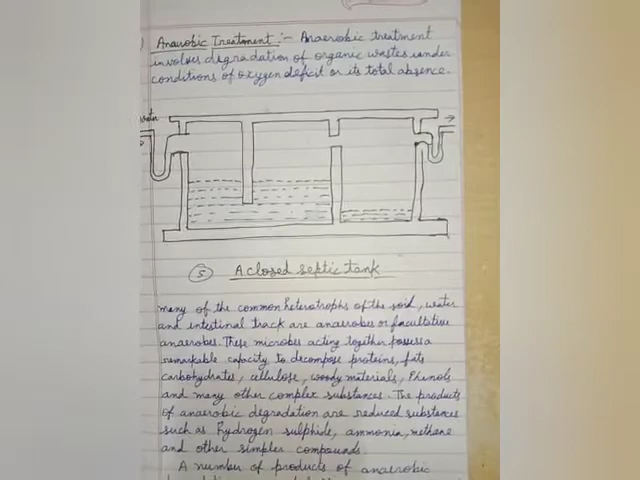 Anaerobic Treatment :- Anaerobic treatment
involves degradation of organic wastes under
conditions of oxygen deficit or its total absence.
water
5 A closed septic tank
many of the common heterotrophs of the soid, water
and intestinal track are anaerobes or facultative
anaerobes. These microbes acting together possess a
remarkable capacity to decompose proteins, fats
carbohydrates, cellulose, woody materials, Phenols
and many other complex substances. The products
of anaerobic degradation are reduced substances
such as hydrogen sulphide, ammonia, methane
and other simpler compounds.
A number of products of anaerobic